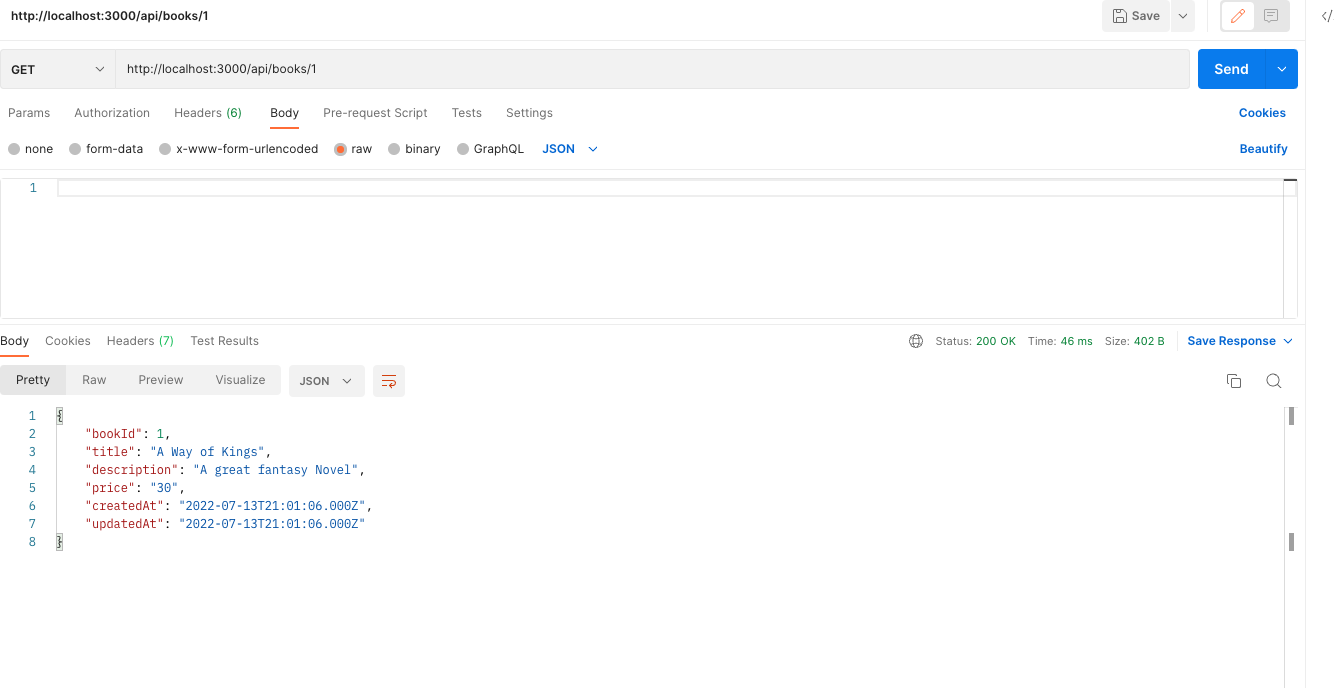 http://localhost:3000/api/books/1
Save
GET http://localhost:3000/api/books/1 Send
Params Authorization Headers (6) Body Pre-request Script Tests Settings Cookies
none form-data x-www-form-urlencoded raw binary GraphQL JSON Beautify
1
Body Cookies Headers (7) Test Results Status: 200 OK Time: 46 ms Size: 402 B Save Response
Pretty Raw Preview Visualize JSON
1 {
2 "bookId": 1,
3 "title": "A Way of Kings",
4 "description": "A great fantasy Novel",
5 "price": "30",
6 "createdAt": "2022-07-13T21:01:06.000Z",
7 "updatedAt": "2022-07-13T21:01:06.000Z"
8 }